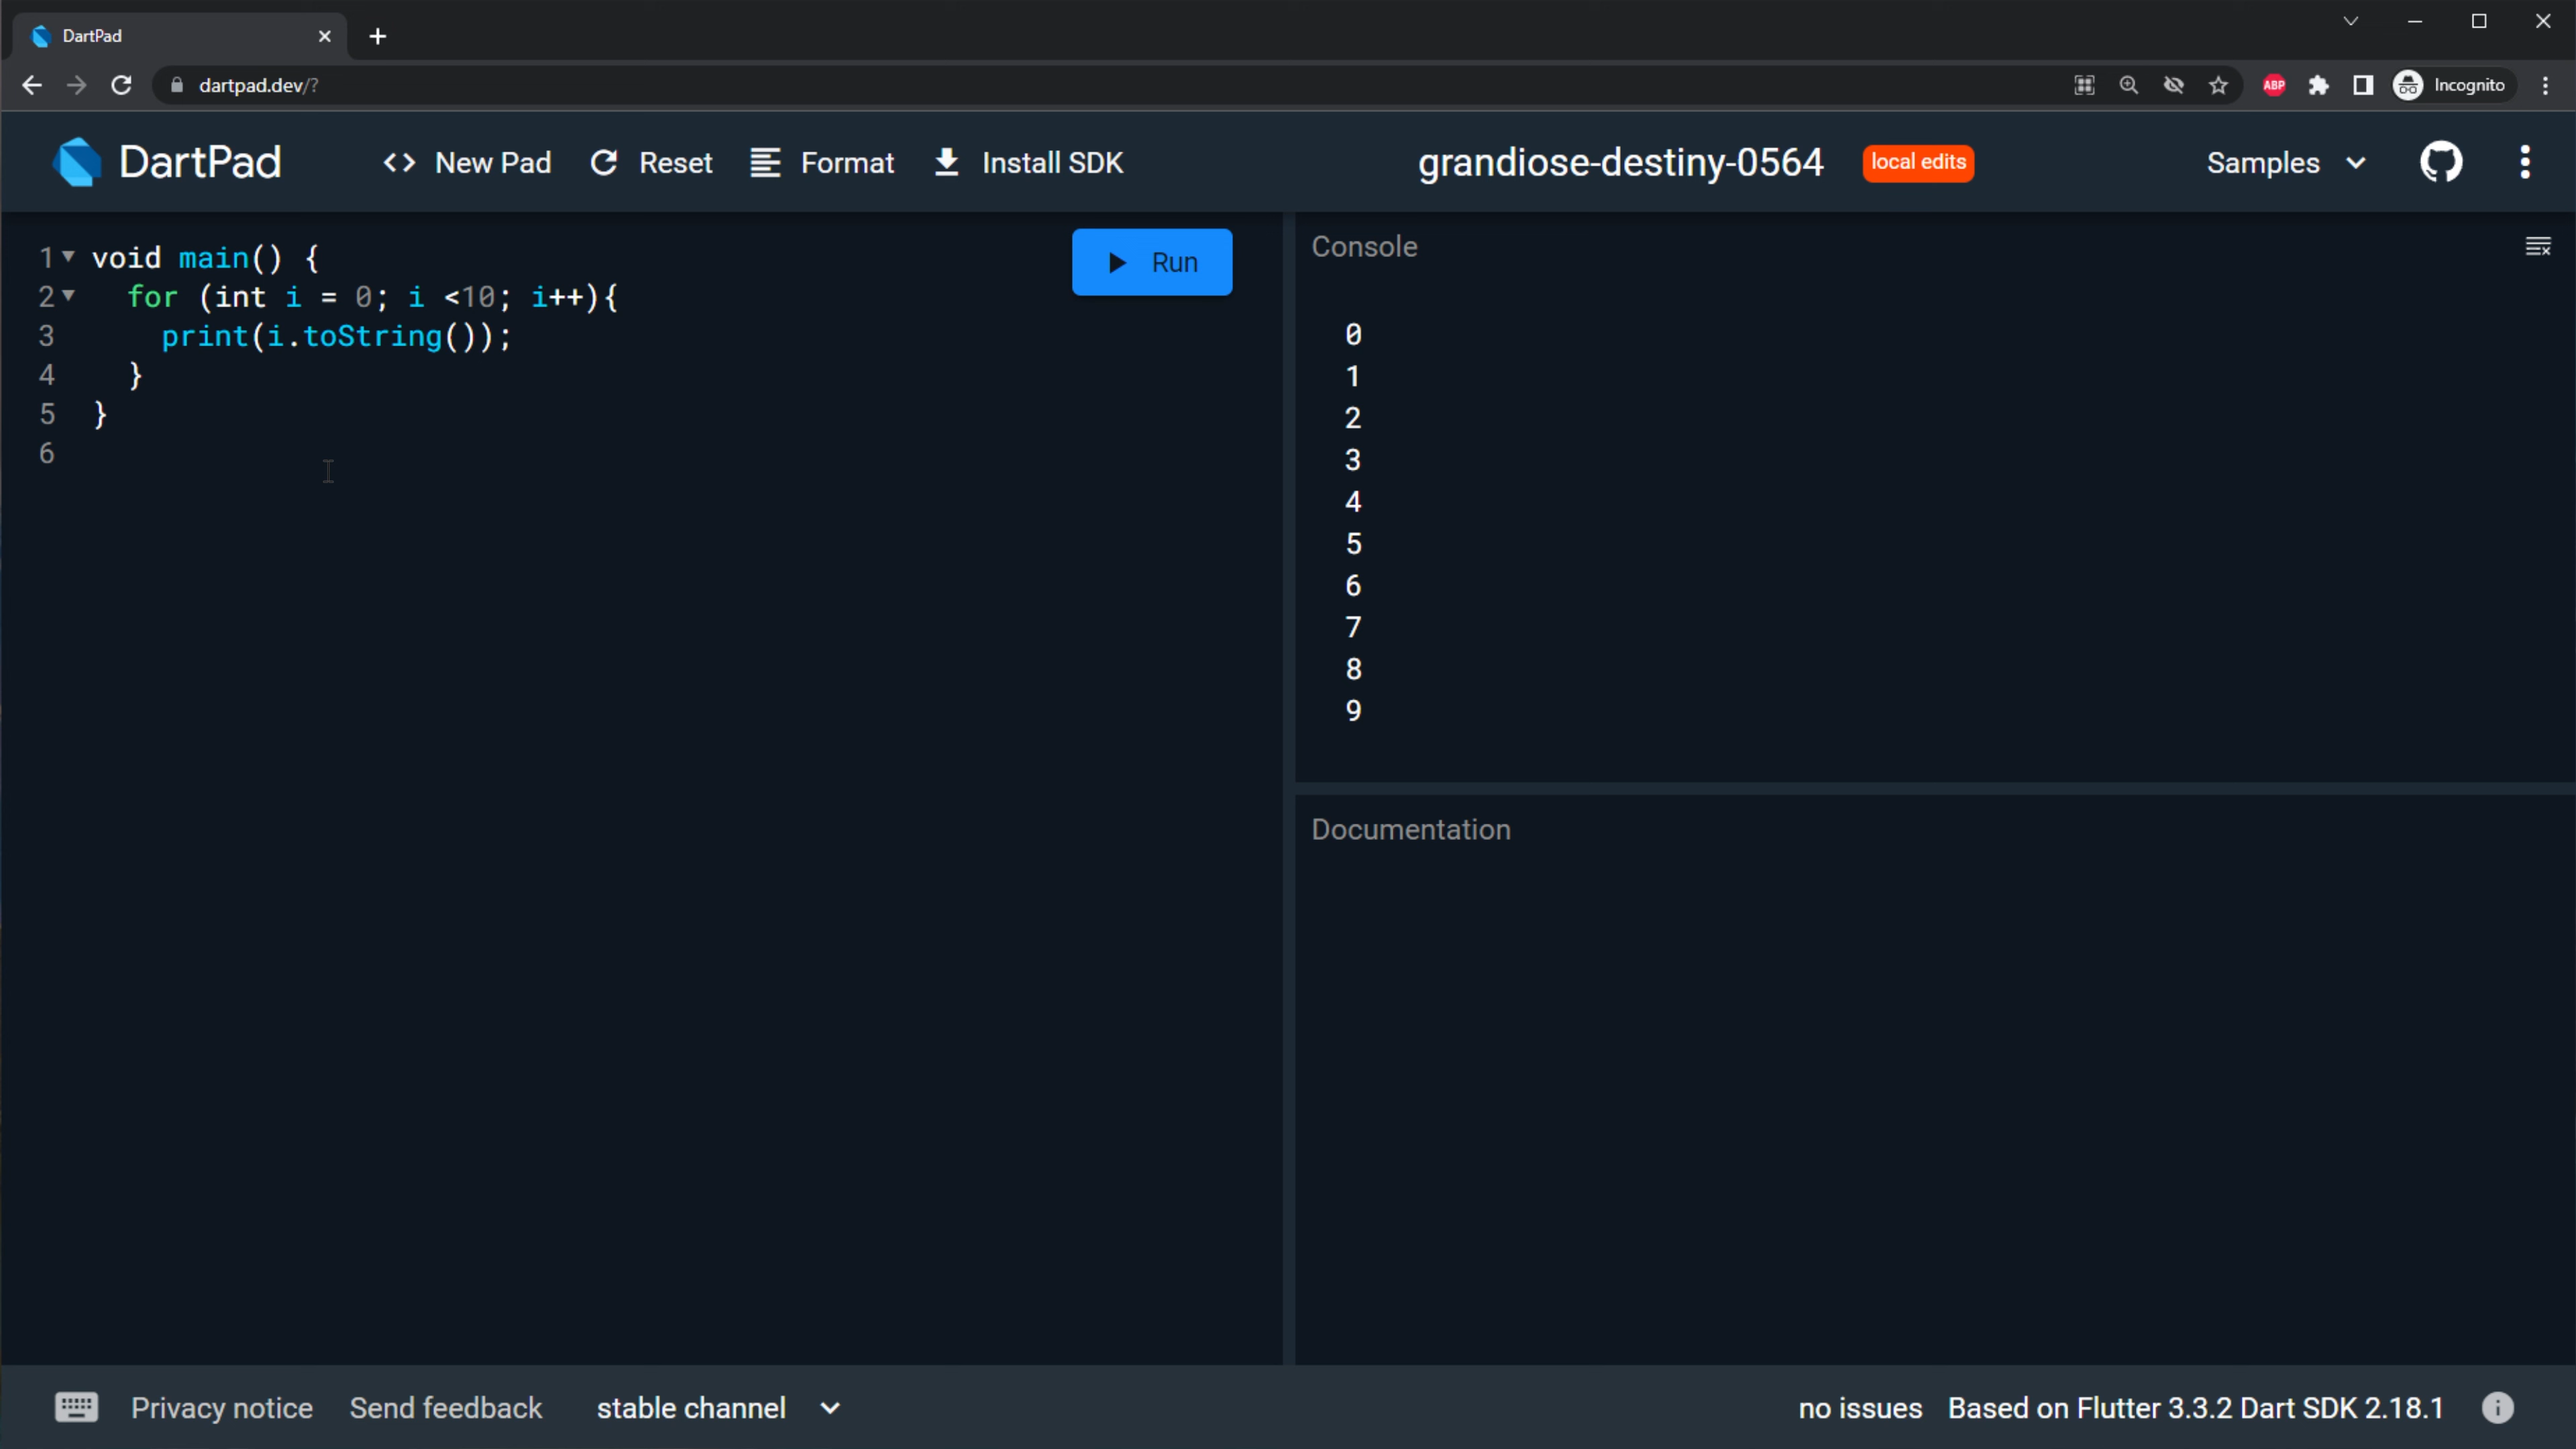 DartPad
dartpad.dev/?
ABP
Incognito
DartPad
<> New Pad
Reset
Format
Install SDK
grandiose-destiny-0564
local edits
Samples
1 void main() {
2   for (int i = 0; i <10; i++){
3     print(i.toString());
4   }
5 }
6
Run
Console
0
1
2
3
4
5
6
7
8
9
Documentation
Privacy notice
Send feedback
stable channel
no issues
Based on Flutter 3.3.2 Dart SDK 2.18.1